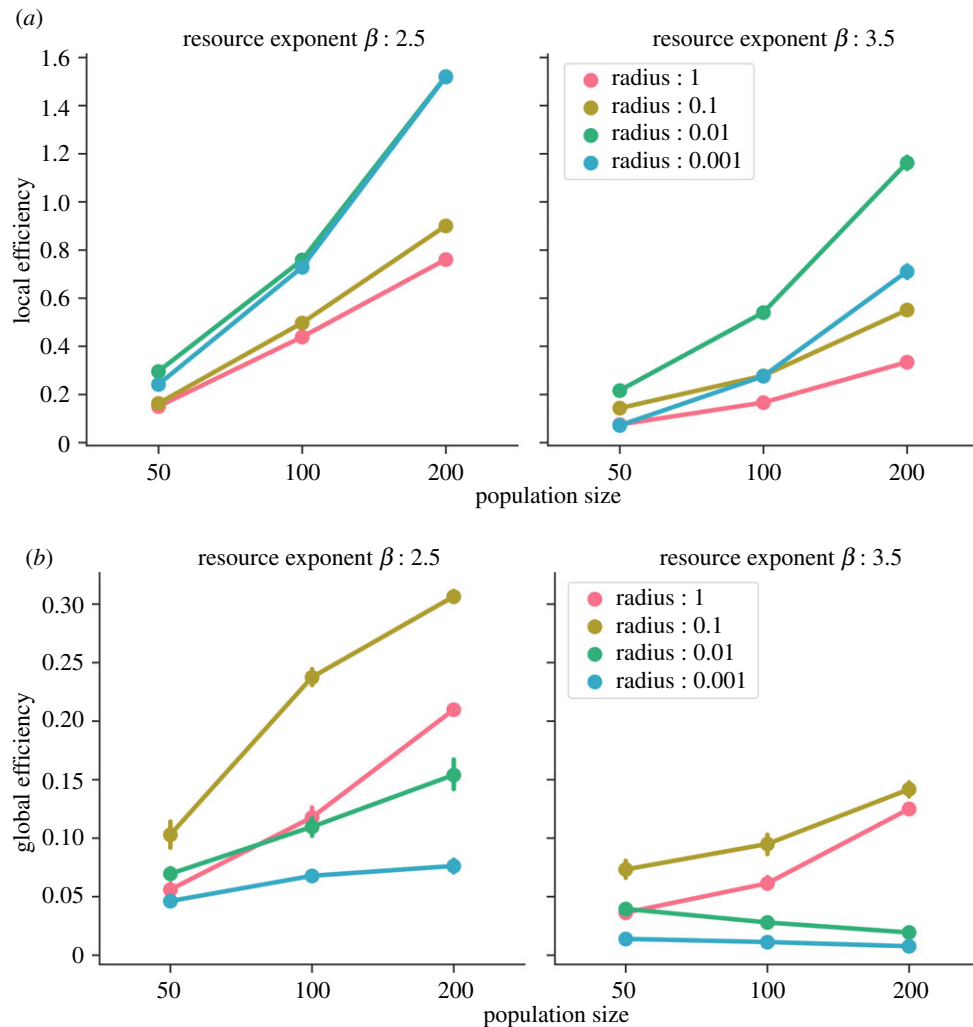 (a)
resource exponent β : 2.5
resource exponent β : 3.5
1.6
1.4
1.2
1.0
0.8
0.6
0.4
0.2
0
local efficiency
radius : 1
radius : 0.1
radius : 0.01
radius : 0.001
50 100 200
50 100 200
population size
(b)
resource exponent β : 2.5
resource exponent β : 3.5
0.30
0.25
0.20
0.15
0.10
0.05
0
global efficiency
radius : 1
radius : 0.1
radius : 0.01
radius : 0.001
50 100 200
50 100 200
population size